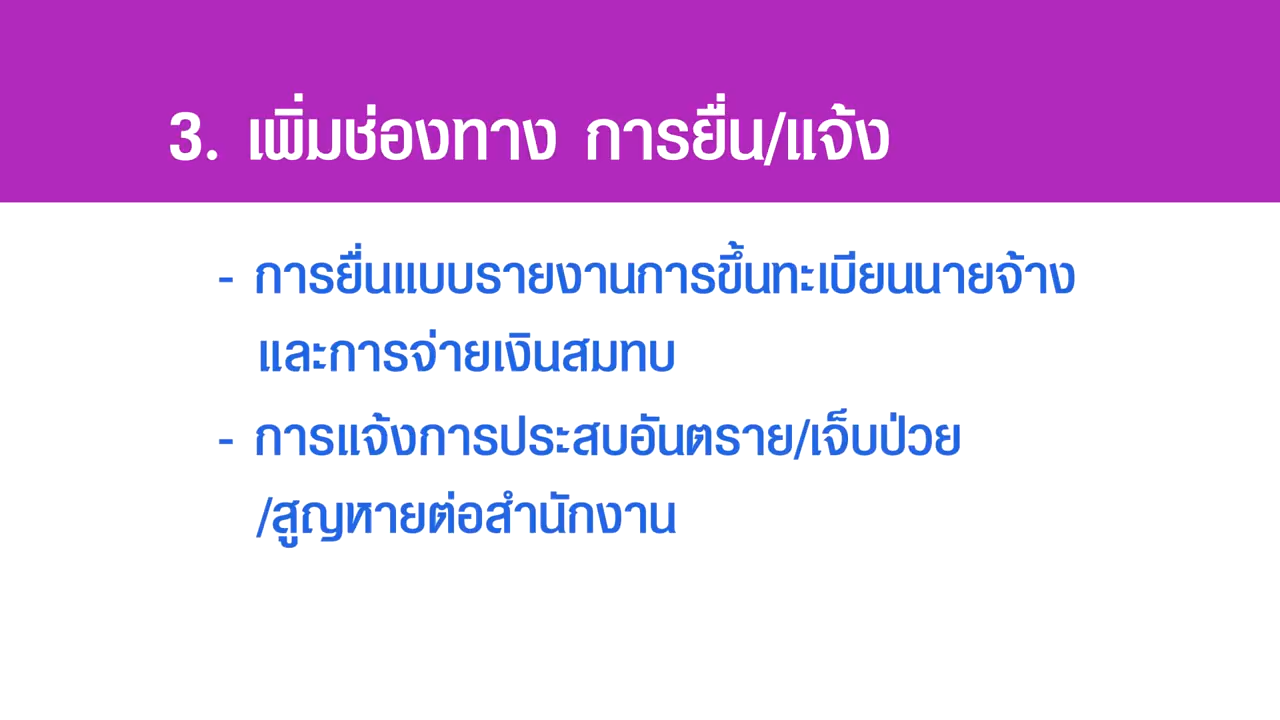 3. เพิ่มช่องทาง การยื่น/แจ้ง
- การยื่นแบบรายงานการขึ้นทะเบียนนายจ้าง
และการจ่ายเงินสมทบ
- การแจ้งการประสบอันตราย/เจ็บป่วย
/สูญหายต่อสำนักงาน